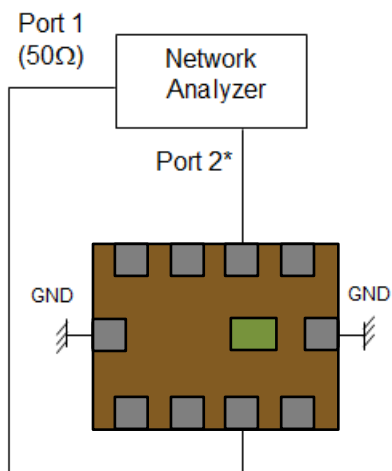 Port 1
(50Ω)
Network
Analyzer
Port 2*
GND
GND